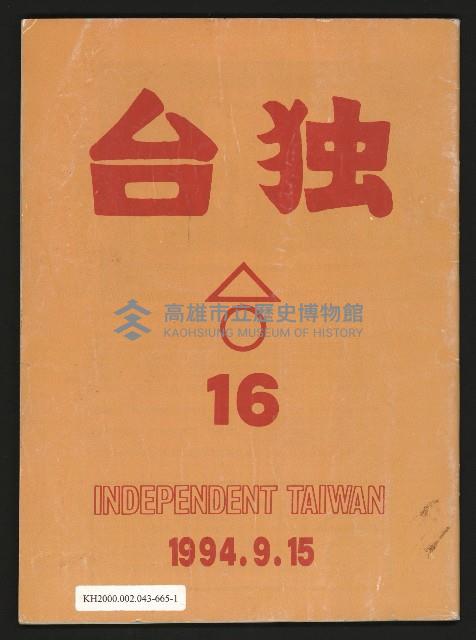 台独
高雄市立歷史博物館
KAOHSIUNG MUSEUM OF HISTORY
16
INDEPENDENT TAIWAN
1994.9.15
KH2000.002.043-665-1